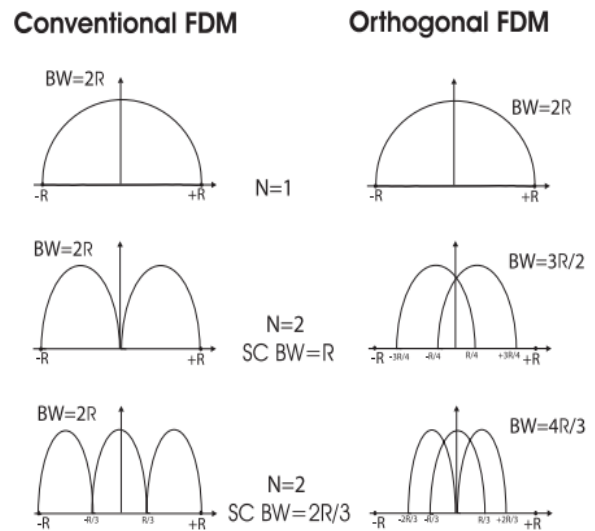 Conventional FDM
Orthogonal FDM
BW=2R
BW=2R
-R
+R
N=1
-R
+R
BW=2R
BW=3R/2
-R
+R
N=2
SC BW=R
-R
-3R/4
-R/4
R/4
+3R/4
+R
BW=2R
BW=4R/3
-R
-R/3
R/3
+R
N=2
SC BW=2R/3
-R
-2R/3
-R/3
R/3
+2R/3
+R